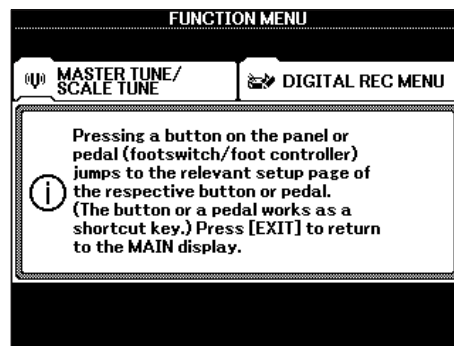 FUNCTION MENU
MASTER TUNE/
SCALE TUNE
DIGITAL REC MENU
Pressing a button on the panel or
pedal (footswitch/foot controller)
jumps to the relevant setup page of
the respective button or pedal.
(The button or a pedal works as a
shortcut key.) Press [EXIT] to return
to the MAIN display.